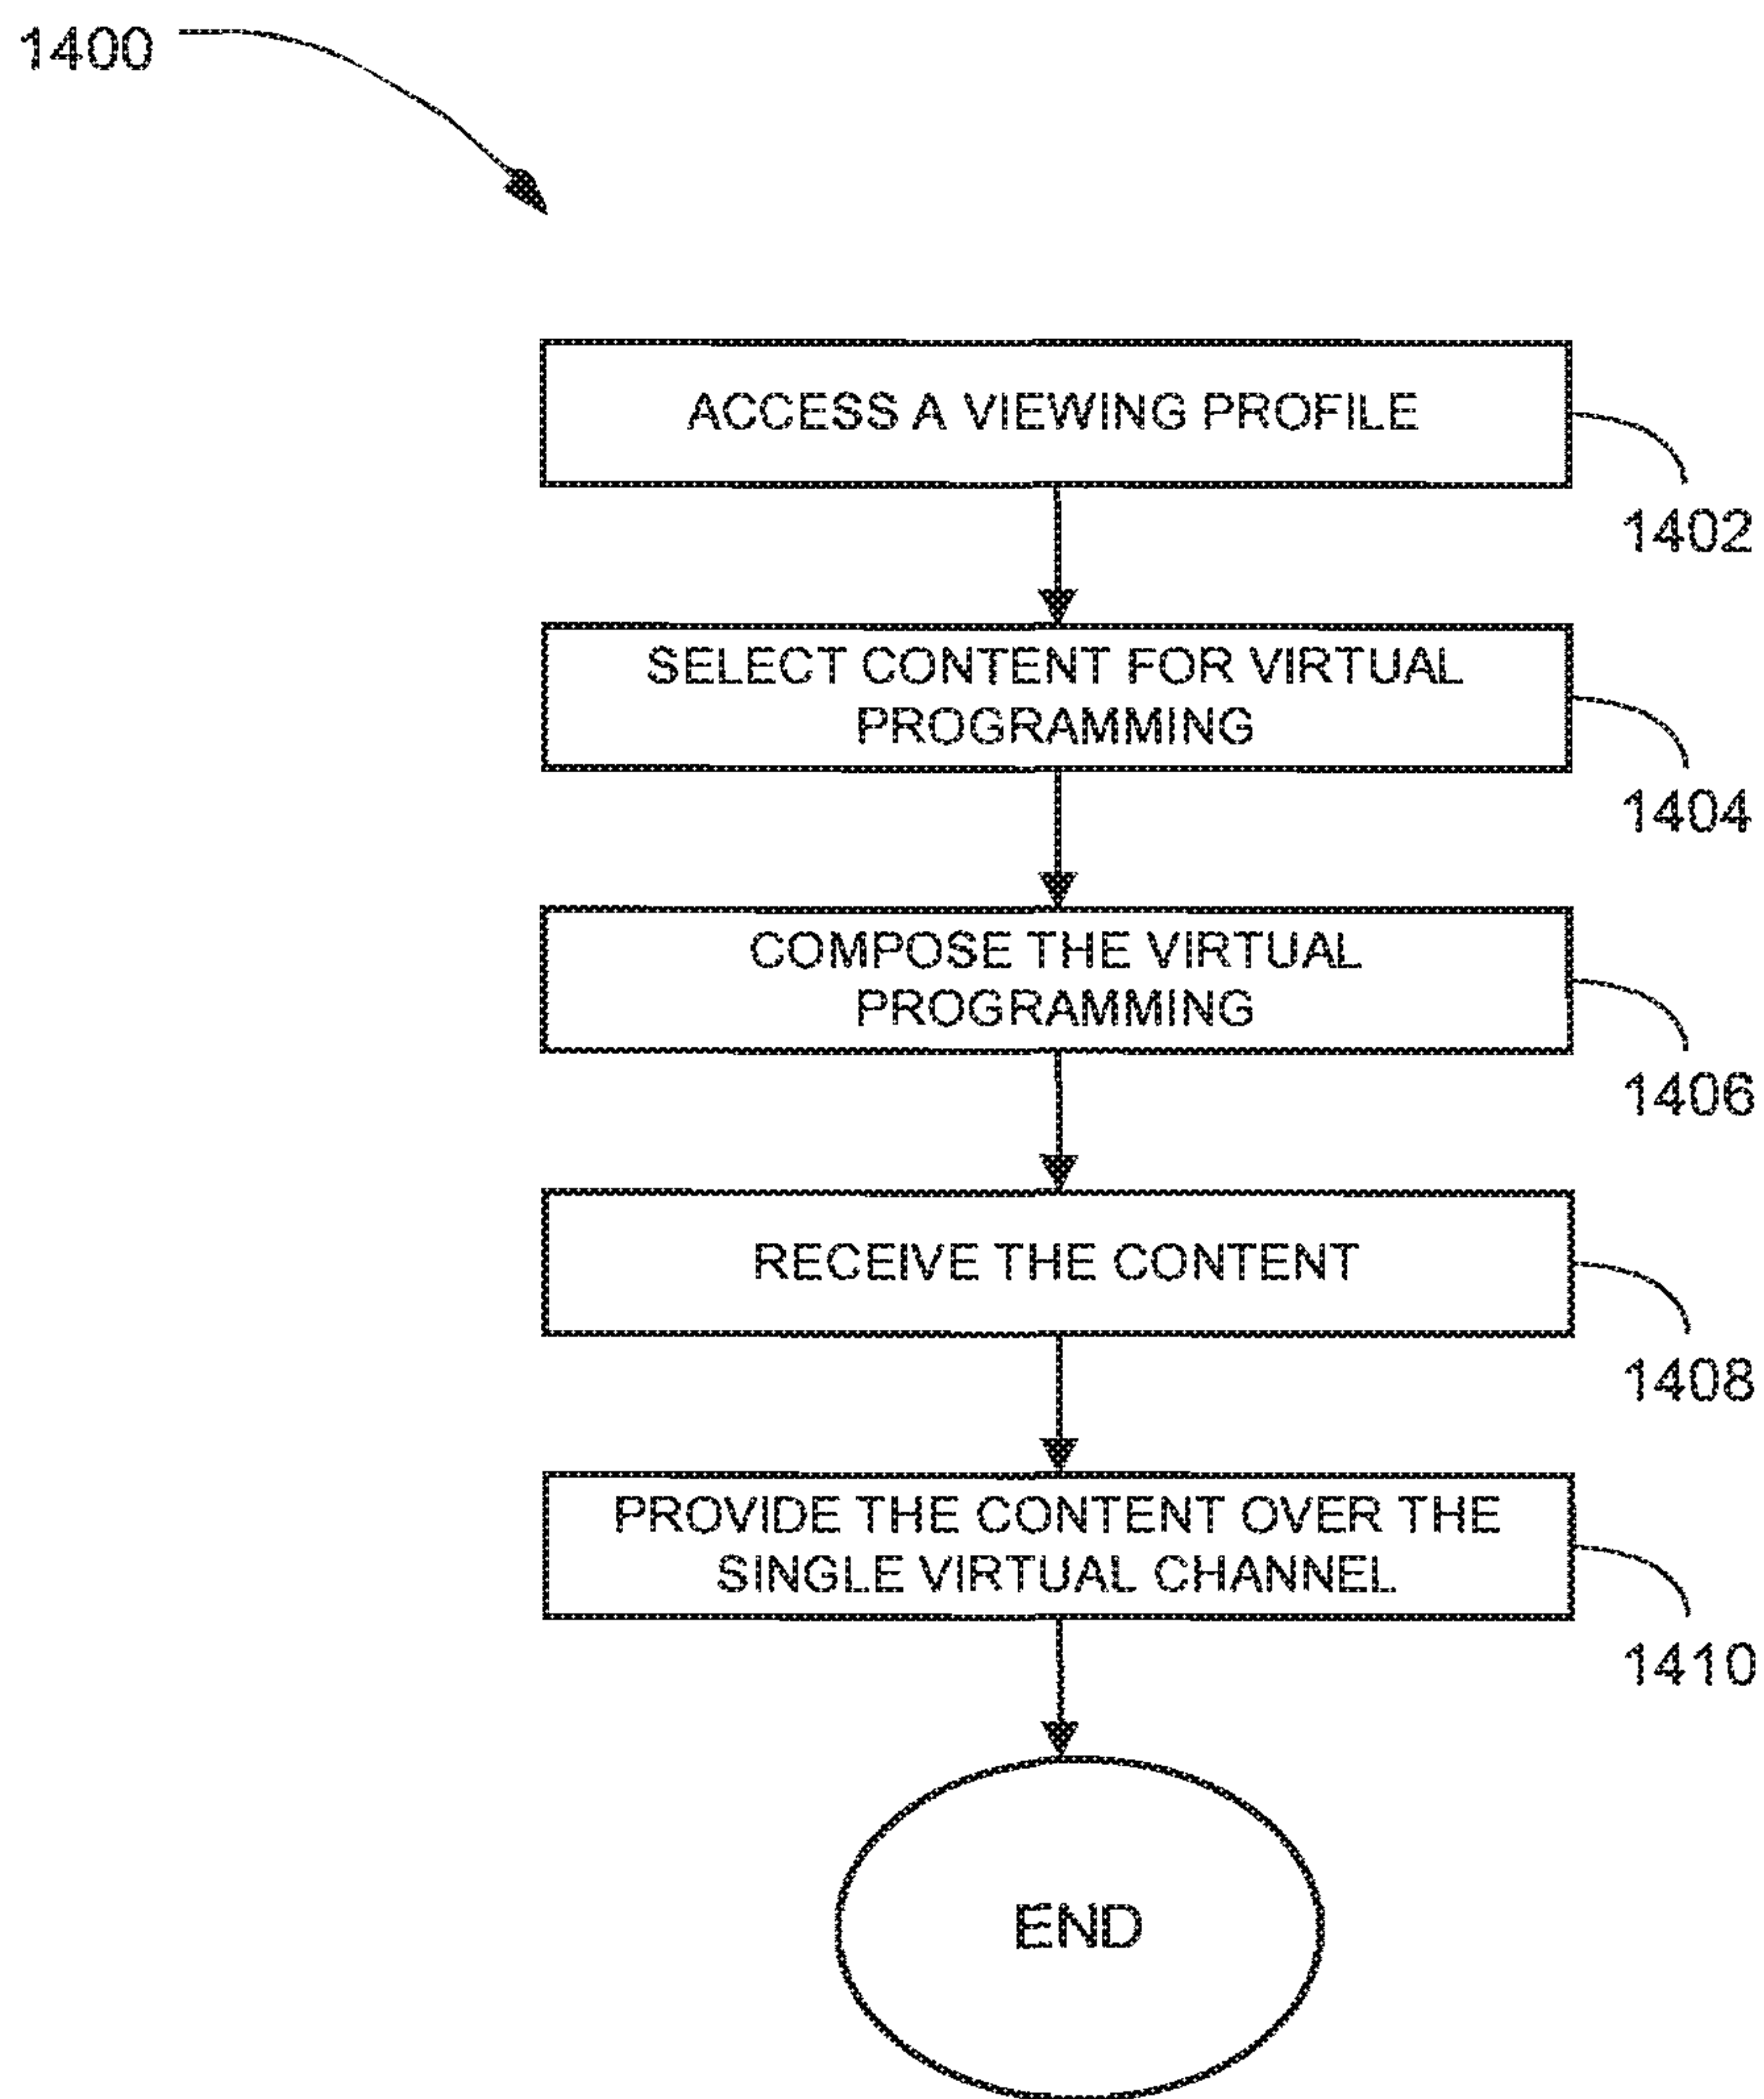 1400
ACCESS A VIEWING PROFILE
1402
SELECT CONTENT FOR VIRTUAL
PROGRAMMING
1404
COMPOSE THE VIRTUAL
PROGRAMMING
1406
RECEIVE THE CONTENT
1408
PROVIDE THE CONTENT OVER THE
SINGLE VIRTUAL CHANNEL
1410
END